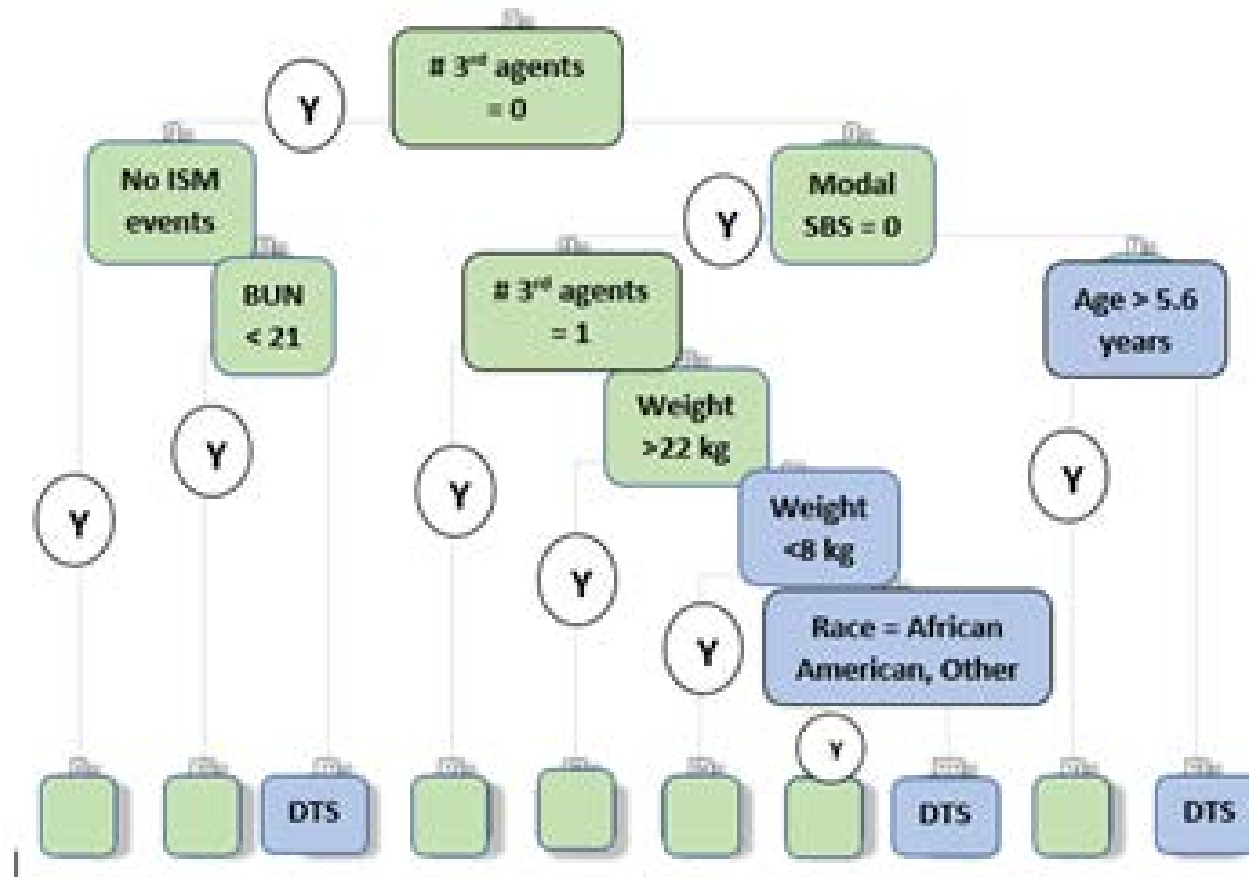 # 3rd agents
= 0
Y
No ISM
events
Modal
SBS = 0
Y
BUN
< 21
# 3rd agents
= 1
Age > 5.6
years
Weight
>22 kg
Y
Y
Y
Y
Weight
<8 kg
Y
Race = African
American, Other
Y
Y
DTS
DTS
DTS